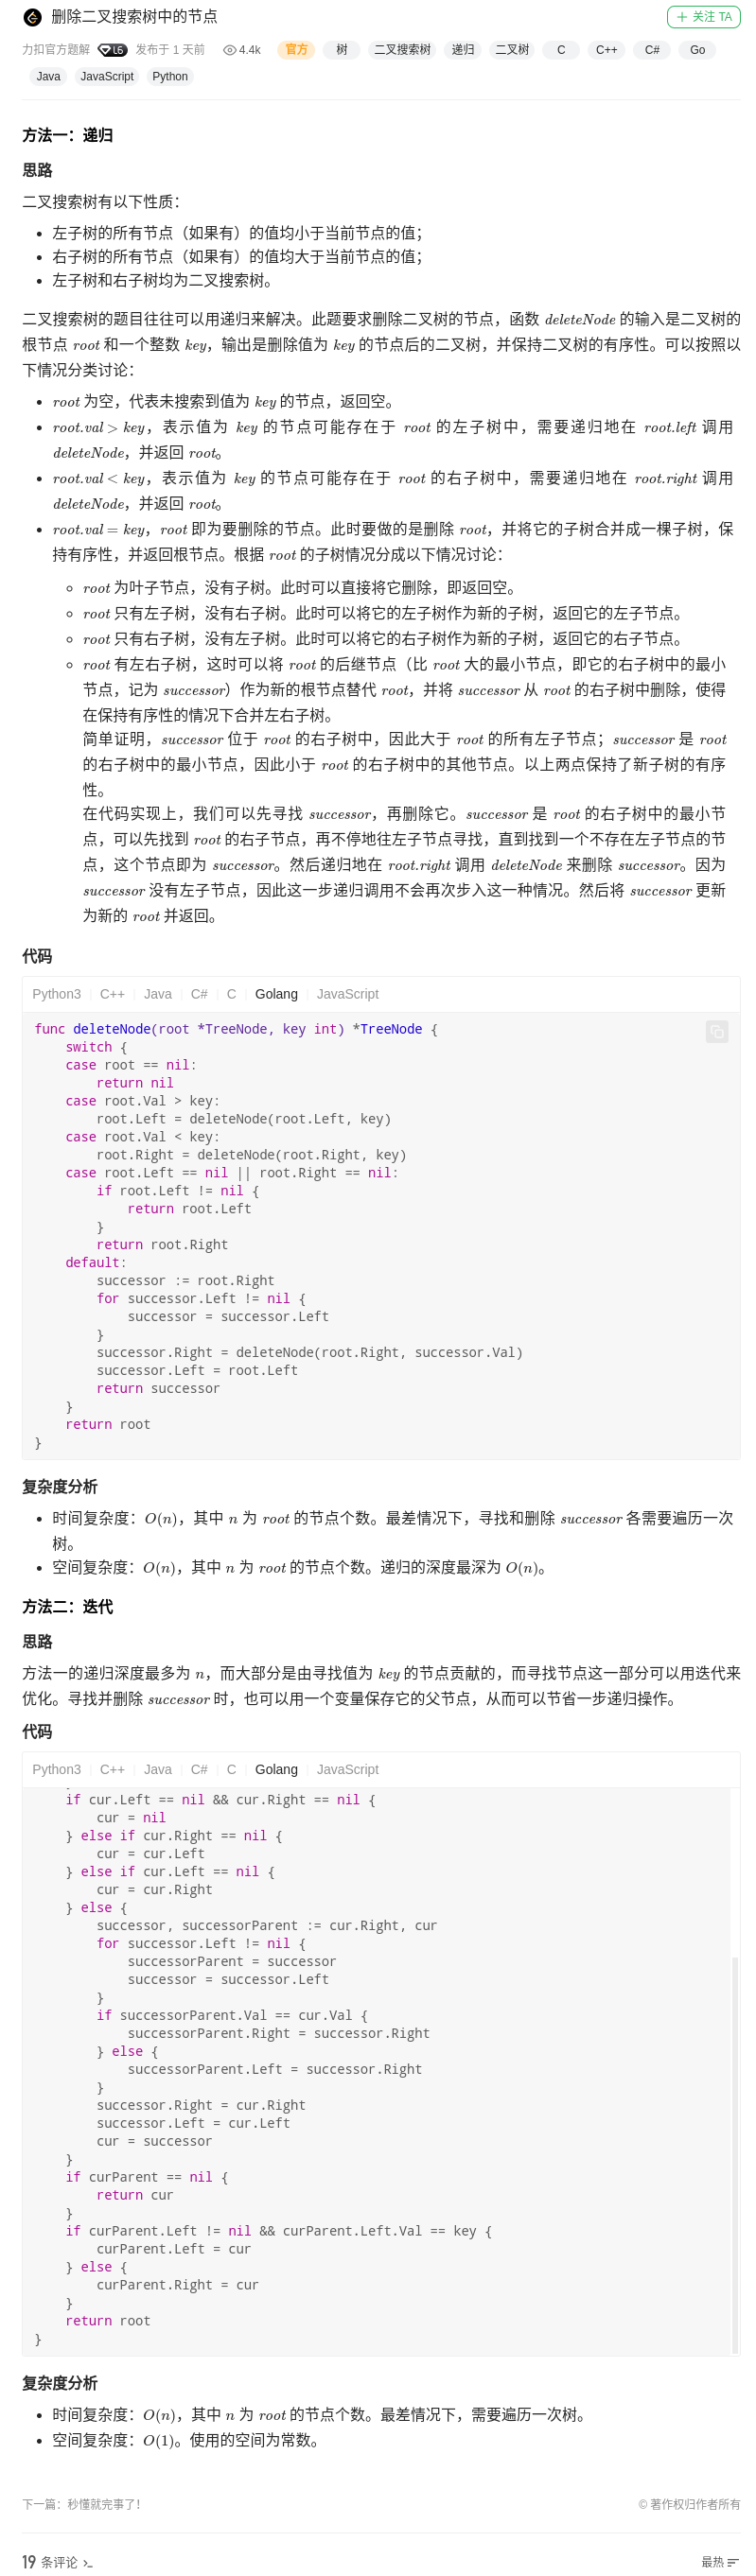 删除二叉搜索树中的节点
关注 TA
力扣官方题解 L6 发布于 1 天前 4.4k 官方 树 二叉搜索树 递归 二叉树 C C++ C# Go
Java JavaScript Python
方法一：递归
思路
二叉搜索树有以下性质：
• 左子树的所有节点（如果有）的值均小于当前节点的值；
• 右子树的所有节点（如果有）的值均大于当前节点的值；
• 左子树和右子树均为二叉搜索树。
二叉搜索树的题目往往可以用递归来解决。此题要求删除二叉树的节点，函数 deleteNode 的输入是二叉树的
根节点 root 和一个整数 key，输出是删除值为 key 的节点后的二叉树，并保持二叉树的有序性。可以按照以
下情况分类讨论：
• root 为空，代表未搜索到值为 key 的节点，返回空。
• root.val > key，表示值为 key 的节点可能存在于 root 的左子树中，需要递归地在 root.left 调用
deleteNode，并返回 root。
• root.val < key，表示值为 key 的节点可能存在于 root 的右子树中，需要递归地在 root.right 调用
deleteNode，并返回 root。
• root.val = key，root 即为要删除的节点。此时要做的是删除 root，并将它的子树合并成一棵子树，保
持有序性，并返回根节点。根据 root 的子树情况分成以下情况讨论：
◦ root 为叶子节点，没有子树。此时可以直接将它删除，即返回空。
◦ root 只有左子树，没有右子树。此时可以将它的左子树作为新的子树，返回它的左子节点。
◦ root 只有右子树，没有左子树。此时可以将它的右子树作为新的子树，返回它的右子节点。
◦ root 有左右子树，这时可以将 root 的后继节点（比 root 大的最小节点，即它的右子树中的最小
节点，记为 successor）作为新的根节点替代 root，并将 successor 从 root 的右子树中删除，使得
在保持有序性的情况下合并左右子树。
简单证明，successor 位于 root 的右子树中，因此大于 root 的所有左子节点；successor 是 root
的右子树中的最小节点，因此小于 root 的右子树中的其他节点。以上两点保持了新子树的有序
性。
在代码实现上，我们可以先寻找 successor，再删除它。successor 是 root 的右子树中的最小节
点，可以先找到 root 的右子节点，再不停地往左子节点寻找，直到找到一个不存在左子节点的节
点，这个节点即为 successor。然后递归地在 root.right 调用 deleteNode 来删除 successor。因为
successor 没有左子节点，因此这一步递归调用不会再次步入这一种情况。然后将 successor 更新
为新的 root 并返回。
代码
Python3 C++ Java C# C Golang JavaScript
func deleteNode(root *TreeNode, key int) *TreeNode {
    switch {
    case root == nil:
        return nil
    case root.Val > key:
        root.Left = deleteNode(root.Left, key)
    case root.Val < key:
        root.Right = deleteNode(root.Right, key)
    case root.Left == nil || root.Right == nil:
        if root.Left != nil {
            return root.Left
        }
        return root.Right
    default:
        successor := root.Right
        for successor.Left != nil {
            successor = successor.Left
        }
        successor.Right = deleteNode(root.Right, successor.Val)
        successor.Left = root.Left
        return successor
    }
    return root
}
复杂度分析
• 时间复杂度：O(n)，其中 n 为 root 的节点个数。最差情况下，寻找和删除 successor 各需要遍历一次
树。
• 空间复杂度：O(n)，其中 n 为 root 的节点个数。递归的深度最深为 O(n)。
方法二：迭代
思路
方法一的递归深度最多为 n，而大部分是由寻找值为 key 的节点贡献的，而寻找节点这一部分可以用迭代来
优化。寻找并删除 successor 时，也可以用一个变量保存它的父节点，从而可以节省一步递归操作。
代码
Python3 C++ Java C# C Golang JavaScript
    }
    if cur.Left == nil && cur.Right == nil {
        cur = nil
    } else if cur.Right == nil {
        cur = cur.Left
    } else if cur.Left == nil {
        cur = cur.Right
    } else {
        successor, successorParent := cur.Right, cur
        for successor.Left != nil {
            successorParent = successor
            successor = successor.Left
        }
        if successorParent.Val == cur.Val {
            successorParent.Right = successor.Right
        } else {
            successorParent.Left = successor.Right
        }
        successor.Right = cur.Right
        successor.Left = cur.Left
        cur = successor
    }
    if curParent == nil {
        return cur
    }
    if curParent.Left != nil && curParent.Left.Val == key {
        curParent.Left = cur
    } else {
        curParent.Right = cur
    }
    return root
}
复杂度分析
• 时间复杂度：O(n)，其中 n 为 root 的节点个数。最差情况下，需要遍历一次树。
• 空间复杂度：O(1)。使用的空间为常数。
下一篇：秒懂就完事了！
© 著作权归作者所有
19 条评论
最热